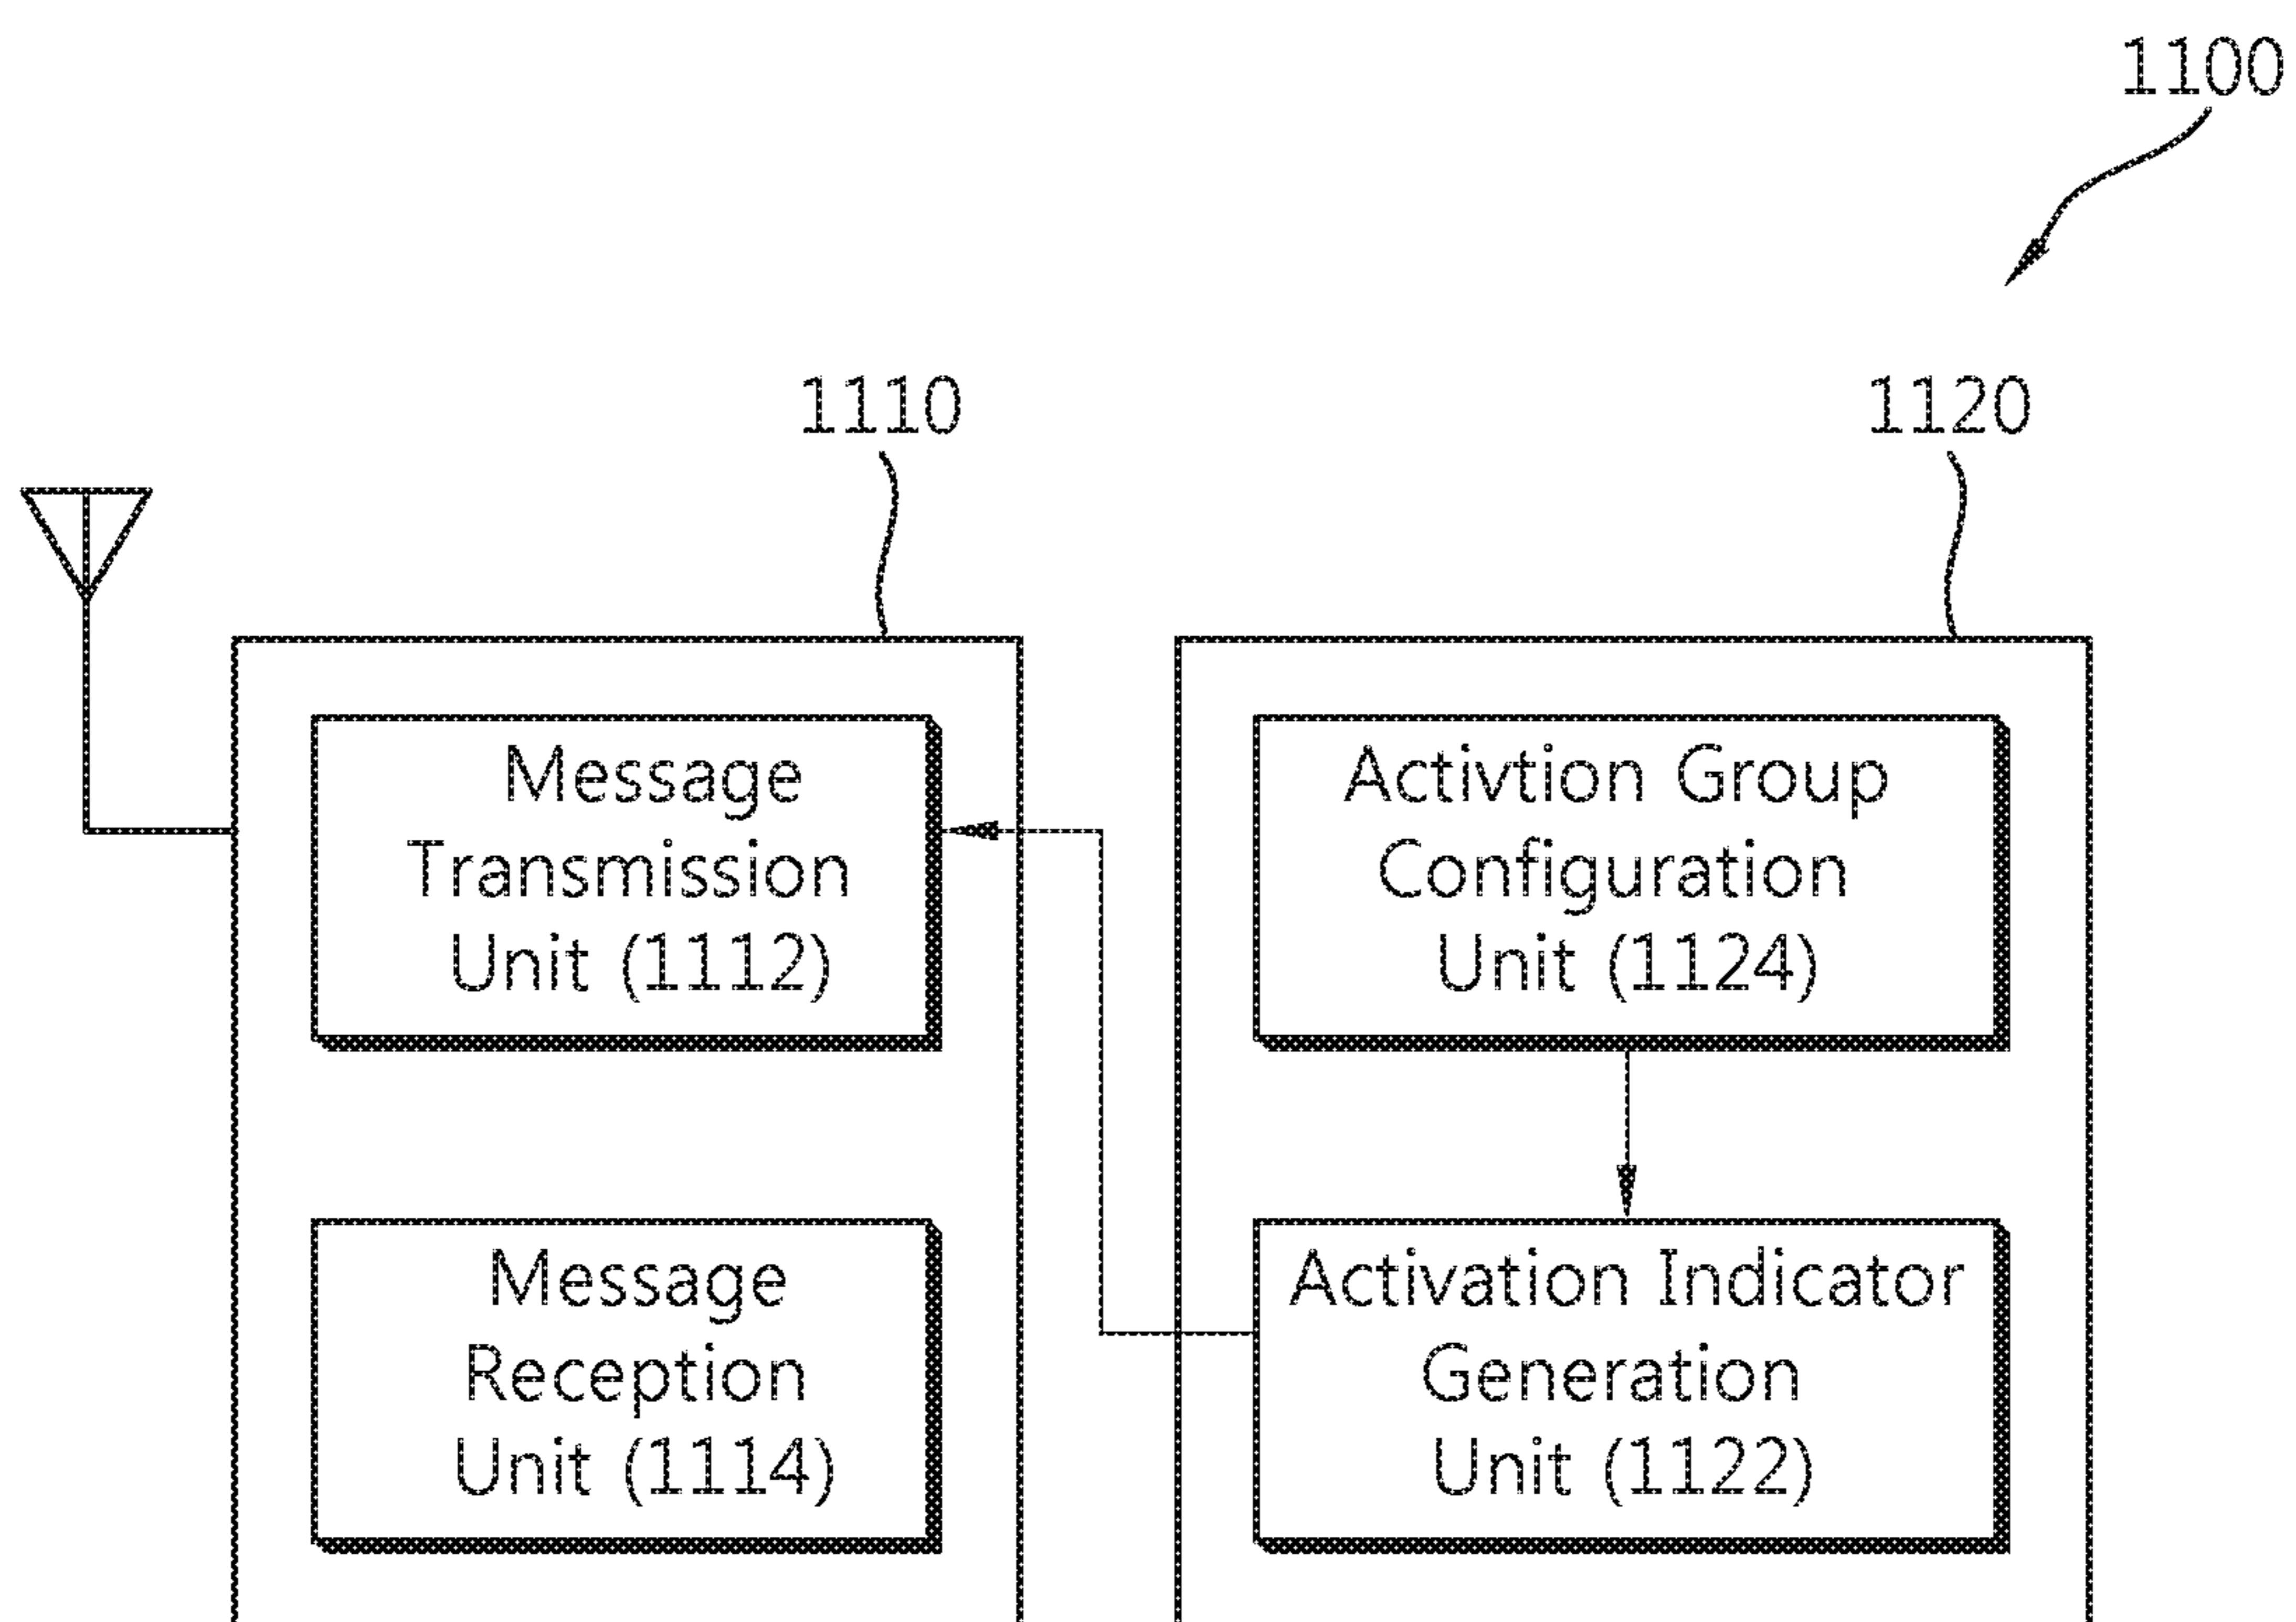 1100
1110
1120
Message
Transmission
Unit (1112)
Activtion Group
Configuration
Unit (1124)
Message
Reception
Unit (1114)
Activation Indicator
Generation
Unit (1122)